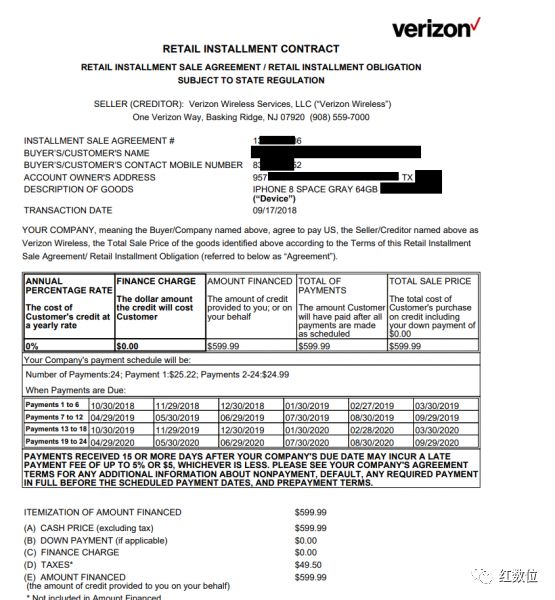 verizon
RETAIL INSTALLMENT CONTRACT
RETAIL INSTALLMENT SALE AGREEMENT / RETAIL INSTALLMENT OBLIGATION
SUBJECT TO STATE REGULATION
SELLER (CREDITOR): Verizon Wireless Services, LLC ("Verizon Wireless")
One Verizon Way, Basking Ridge, NJ 07920 (908) 559-7000
INSTALLMENT SALE AGREEMENT # 1 6
BUYER'S/CUSTOMER'S NAME
BUYER'S/CUSTOMER'S CONTACT MOBILE NUMBER 8 52
ACCOUNT OWNER'S ADDRESS 957 TX
DESCRIPTION OF GOODS IPHONE 8 SPACE GRAY 64GB
("Device")
TRANSACTION DATE 09/17/2018
YOUR COMPANY, meaning the Buyer/Company named above, agree to pay US, the Seller/Creditor named above as
Verizon Wireless, the Total Sale Price of the goods identified above according to the Terms of this Retail Installment
Sale Agreement/ Retail Installment Obligation (referred to below as "Agreement").
ANNUAL PERCENTAGE RATE
The cost of Customer's credit at a yearly rate
0%
FINANCE CHARGE
The dollar amount the credit will cost Customer
$0.00
AMOUNT FINANCED
The amount of credit provided to you; or on your behalf
$599.99
TOTAL OF PAYMENTS
The amount Customer will have paid after all payments are made as scheduled
$599.99
TOTAL SALE PRICE
The total cost of Customer's purchase on credit including your down payment of $0.00
$599.99
Your Company's payment schedule will be:
Number of Payments:24; Payment 1:$25.22; Payments 2-24:$24.99
When Payments are Due:
Payments 1 to 6 10/30/2018 11/29/2018 12/30/2018 01/30/2019 02/27/2019 03/30/2019
Payments 7 to 12 04/29/2019 05/30/2019 06/29/2019 07/30/2019 08/30/2019 09/29/2019
Payments 13 to 18 10/30/2019 11/29/2019 12/30/2019 01/30/2020 02/28/2020 03/30/2020
Payments 19 to 24 04/29/2020 05/30/2020 06/29/2020 07/30/2020 08/30/2020 09/29/2020
PAYMENTS RECEIVED 15 OR MORE DAYS AFTER YOUR COMPANY'S DUE DATE MAY INCUR A LATE
PAYMENT FEE OF UP TO 5% OR $5, WHICHEVER IS LESS. PLEASE SEE YOUR COMPANY'S AGREEMENT
TERMS FOR ANY ADDITIONAL INFORMATION ABOUT NONPAYMENT, DEFAULT, ANY REQUIRED PAYMENT
IN FULL BEFORE THE SCHEDULED PAYMENT DATES, AND PREPAYMENT TERMS.
ITEMIZATION OF AMOUNT FINANCED $599.99
(A) CASH PRICE (excluding tax) $599.99
(B) DOWN PAYMENT (if applicable) $0.00
(C) FINANCE CHARGE $0.00
(D) TAXES* $49.50
(E) AMOUNT FINANCED $599.99
(the amount of credit provided to you on your behalf)
* Not included in Amount Financed
红数位